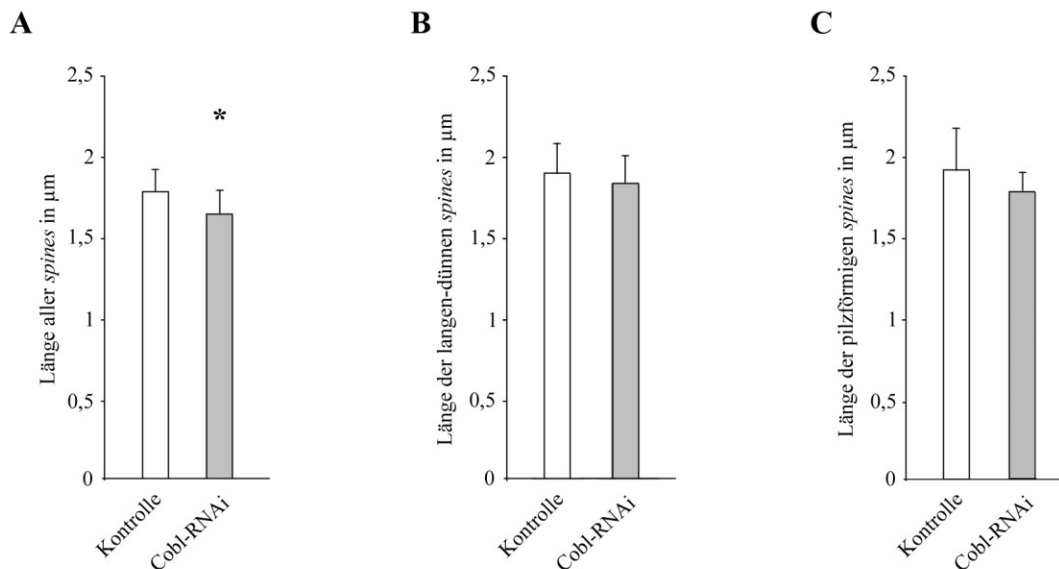 A
Länge aller spines in µm
2,5
2
1,5
1
0,5
0
*
Kontrolle
Cobl-RNAi
B
Länge der langen-dünnen spines in µm
2,5
2
1,5
1
0,5
0
Kontrolle
Cobl-RNAi
C
Länge der pilzförmigen spines in µm
2,5
2
1,5
1
0,5
0
Kontrolle
Cobl-RNAi